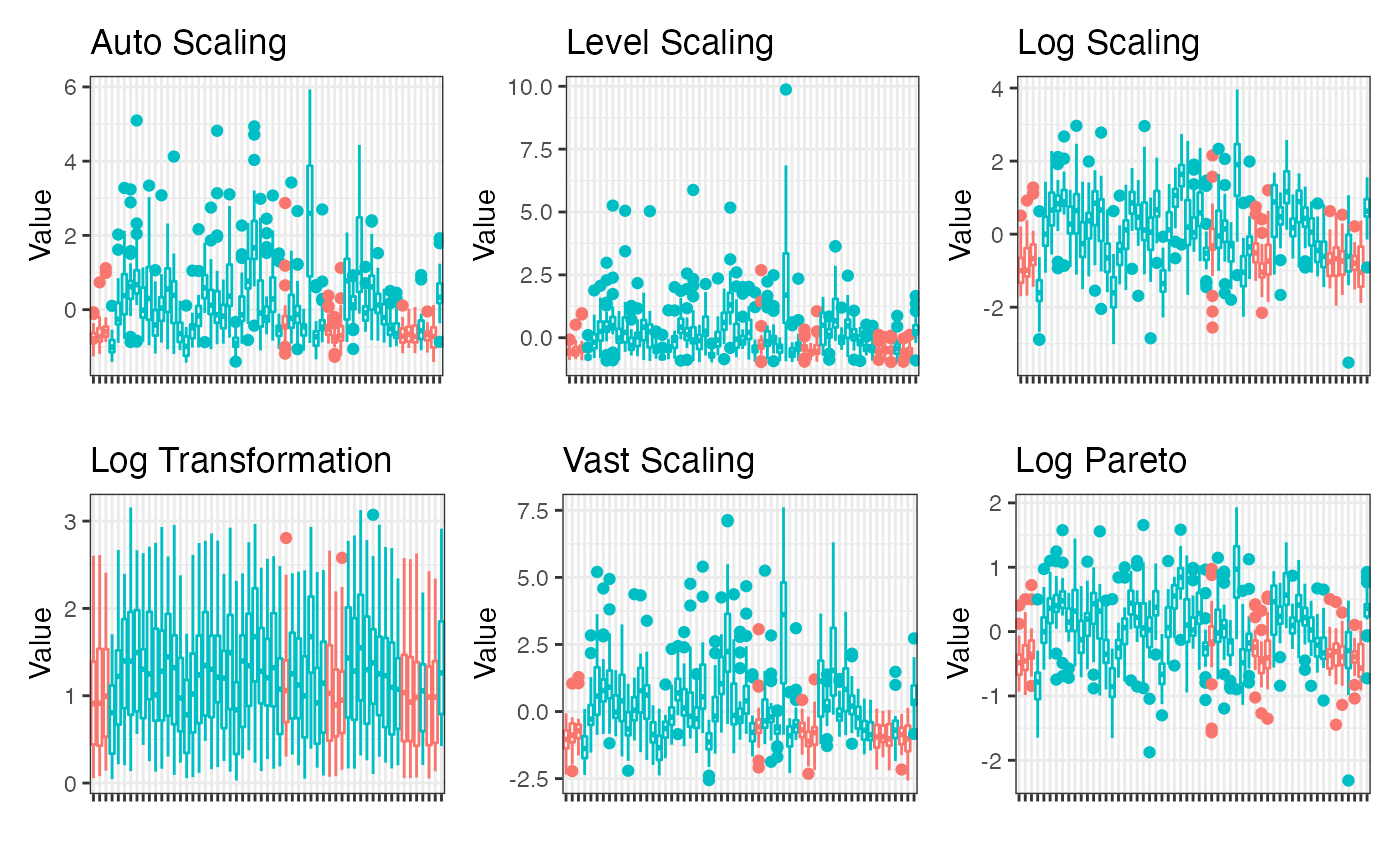 Auto Scaling
Value
6
4
2
0
Level Scaling
Value
10.0
7.5
5.0
2.5
0.0
Log Scaling
Value
4
2
0
-2
Log Transformation
Value
3
2
1
0
Vast Scaling
Value
7.5
5.0
2.5
0.0
-2.5
Log Pareto
Value
2
1
0
-1
-2